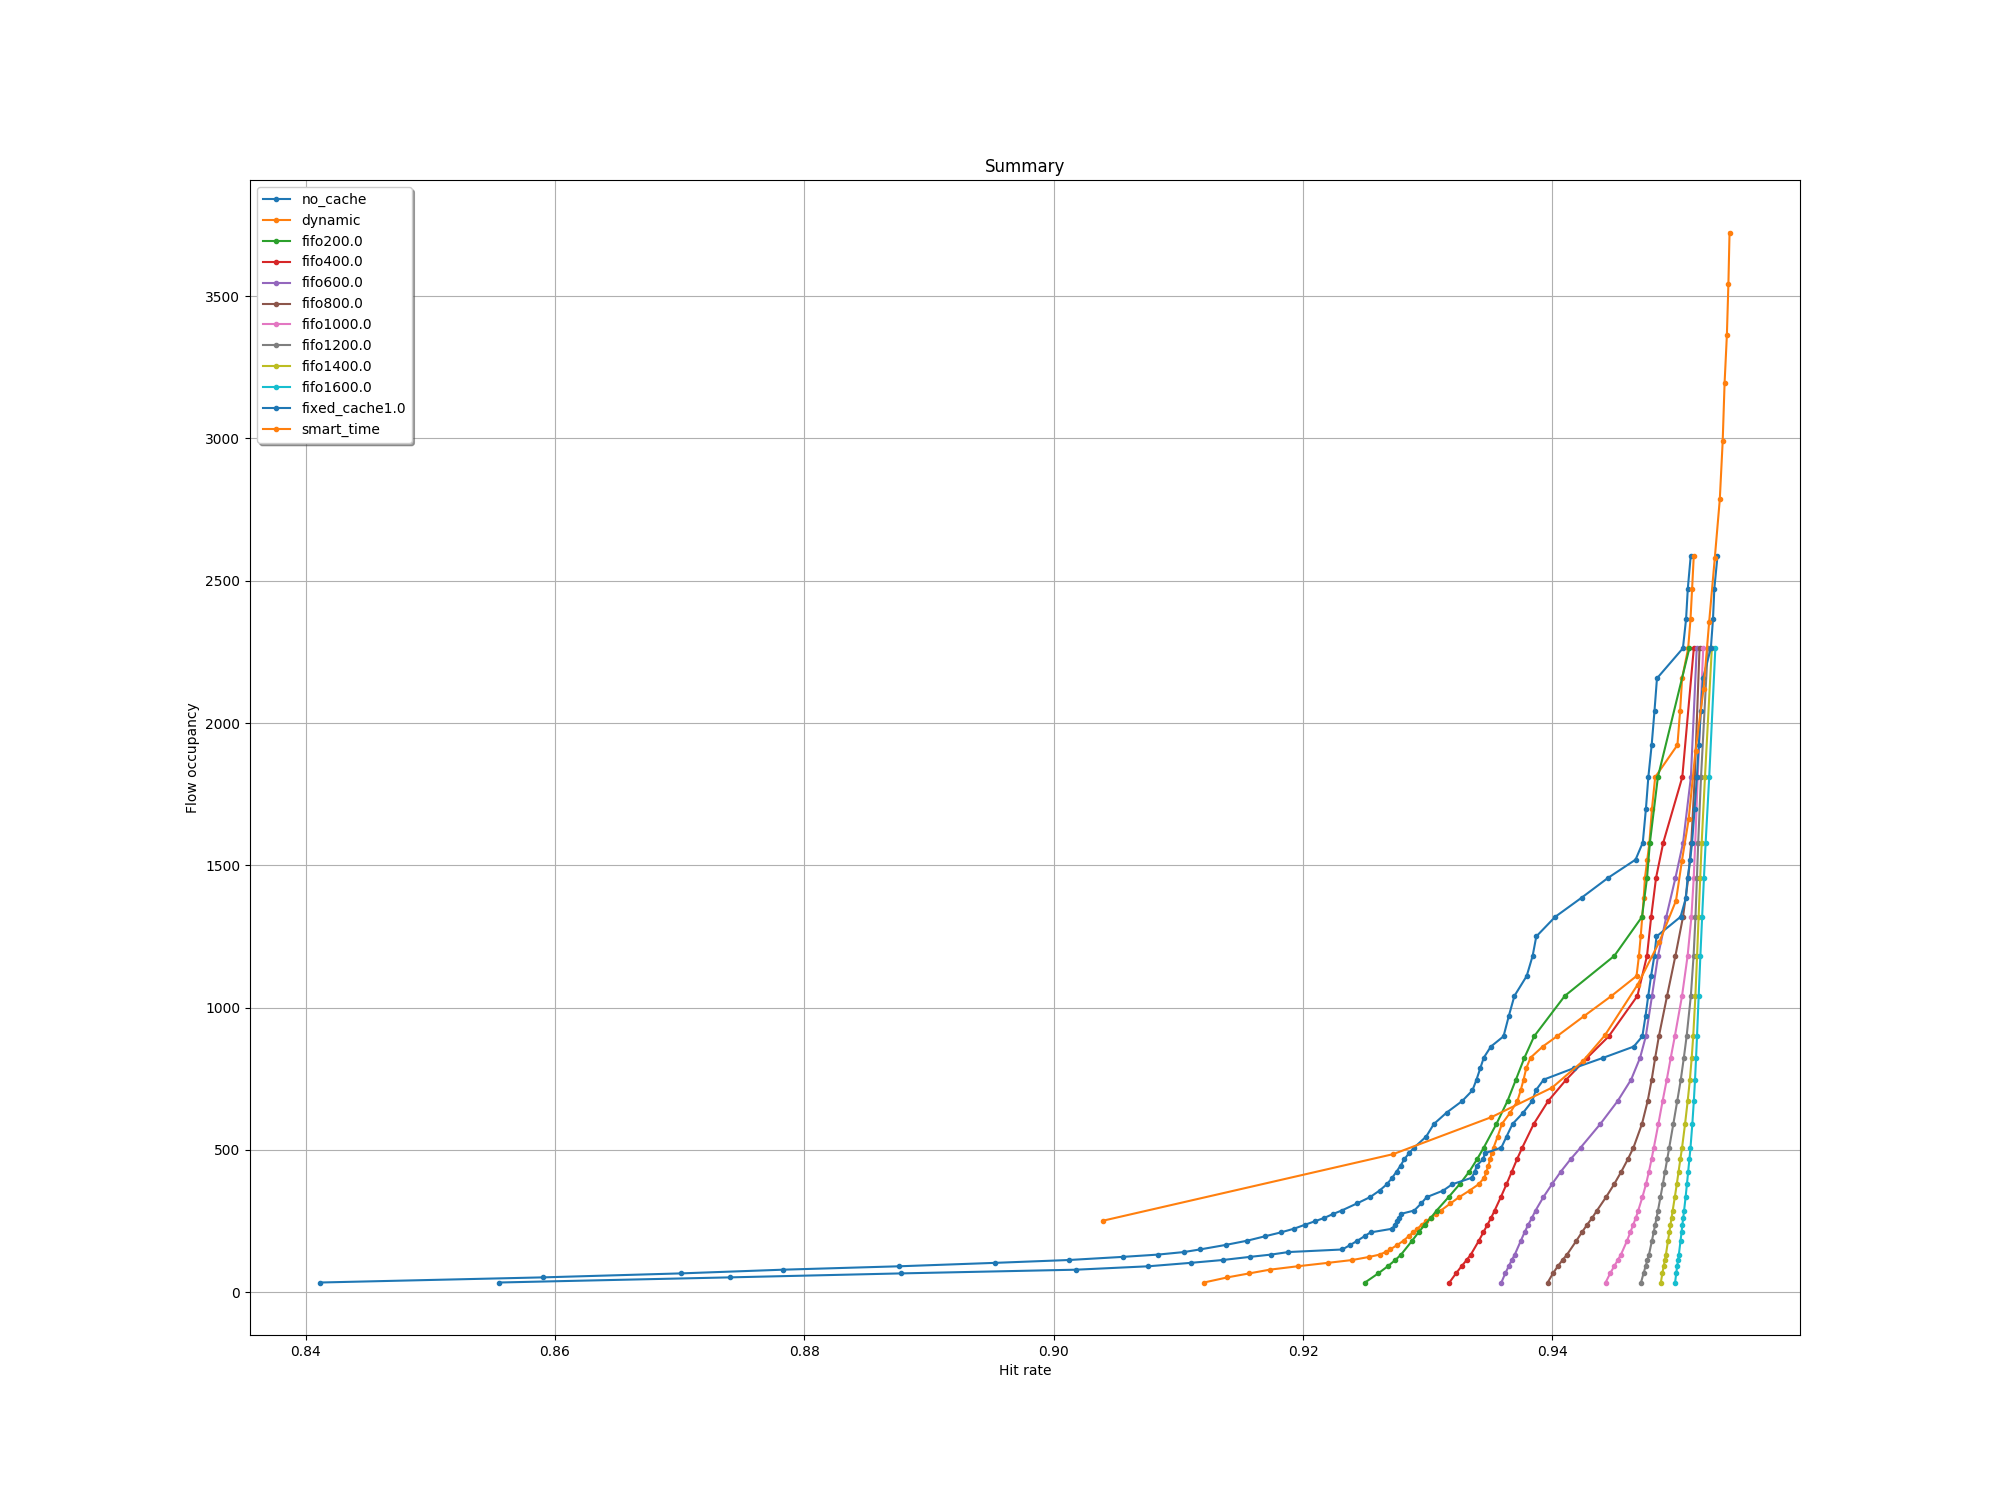 Summary
no_cache
dynamic
fifo200.0
fifo400.0
fifo600.0
fifo800.0
fifo1000.0
fifo1200.0
fifo1400.0
fifo1600.0
fixed_cache1.0
smart_time
3500
3000
2500
2000
1500
1000
500
0
Flow occupancy
0.84 0.86 0.88 0.90 0.92 0.94
Hit rate